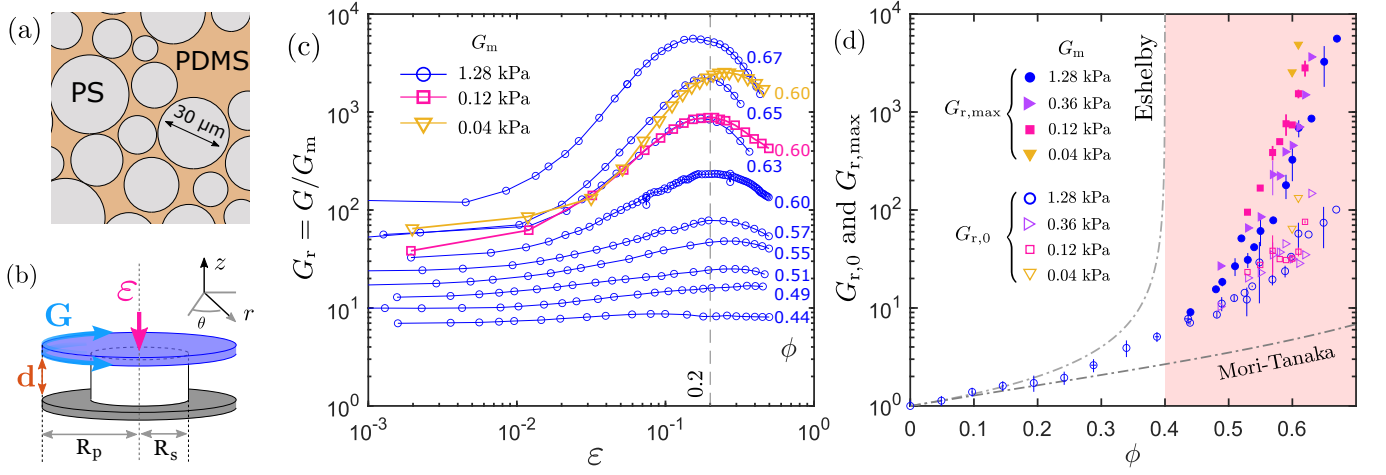 (a)
PS
PDMS
30 μm
(b)
G
ε
z
θ
r
d
R_p
R_s
(c)
G_r = G/G_m
10^4
10^3
10^2
10^1
10^0
10^-3
10^-2
10^-1
10^0
ε
G_m
1.28 kPa
0.12 kPa
0.04 kPa
0.67
0.60
0.65
0.60
0.63
0.60
0.57
0.55
0.51
0.49
0.44
ϕ
0.2
(d)
G_r,0 and G_r,max
10^4
10^3
10^2
10^1
10^0
0
0.1
0.2
0.3
0.4
0.5
0.6
ϕ
G_m
G_r,max
1.28 kPa
0.36 kPa
0.12 kPa
0.04 kPa
G_r,0
1.28 kPa
0.36 kPa
0.12 kPa
0.04 kPa
Eshelby
Mori-Tanaka